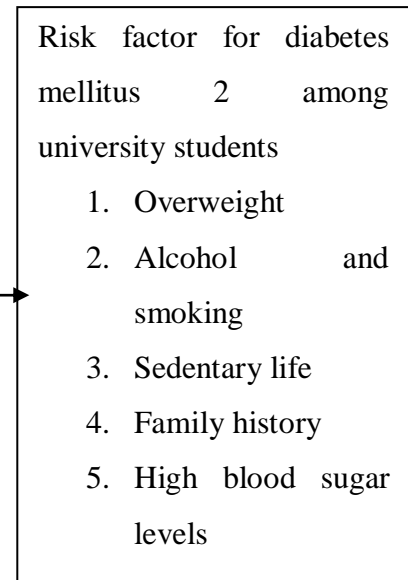 Risk factor for diabetes
mellitus 2 among
university students
1. Overweight
2. Alcohol and
smoking
3. Sedentary life
4. Family history
5. High blood sugar
levels